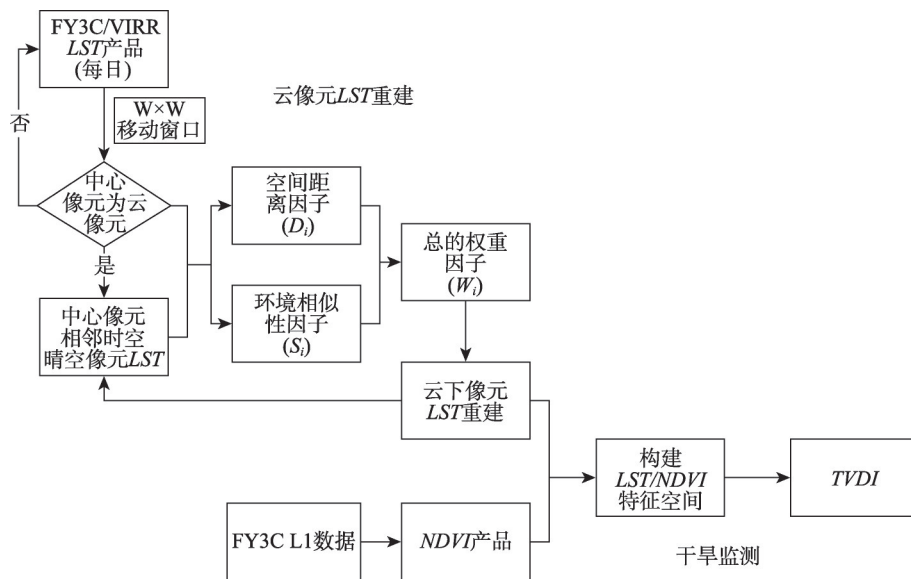 FY3C/VIRR
LST产品
(每日)
云像元LST重建
W×W
移动窗口
否
中心
像元为云
像元
是
空间距
离因子
(Di)
总的权重
因子
(Wi)
环境相似
性因子
(Si)
中心像元
相邻时空
晴空像元LST
云下像元
LST重建
构建
LST/NDVI
特征空间
TVDI
FY3C L1数据
NDVI产品
干旱监测